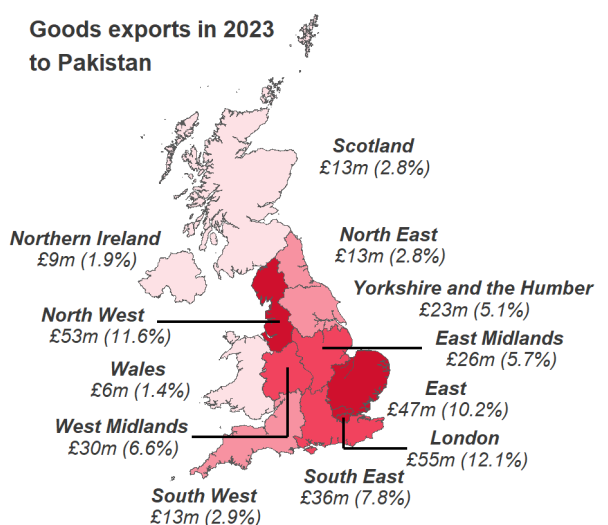 Goods exports in 2023
to Pakistan
Scotland
£13m (2.8%)
Northern Ireland
£9m (1.9%)
North East
£13m (2.8%)
Yorkshire and the Humber
£23m (5.1%)
North West
£53m (11.6%)
East Midlands
£26m (5.7%)
Wales
£6m (1.4%)
East
£47m (10.2%)
West Midlands
£30m (6.6%)
London
£55m (12.1%)
South East
£36m (7.8%)
South West
£13m (2.9%)